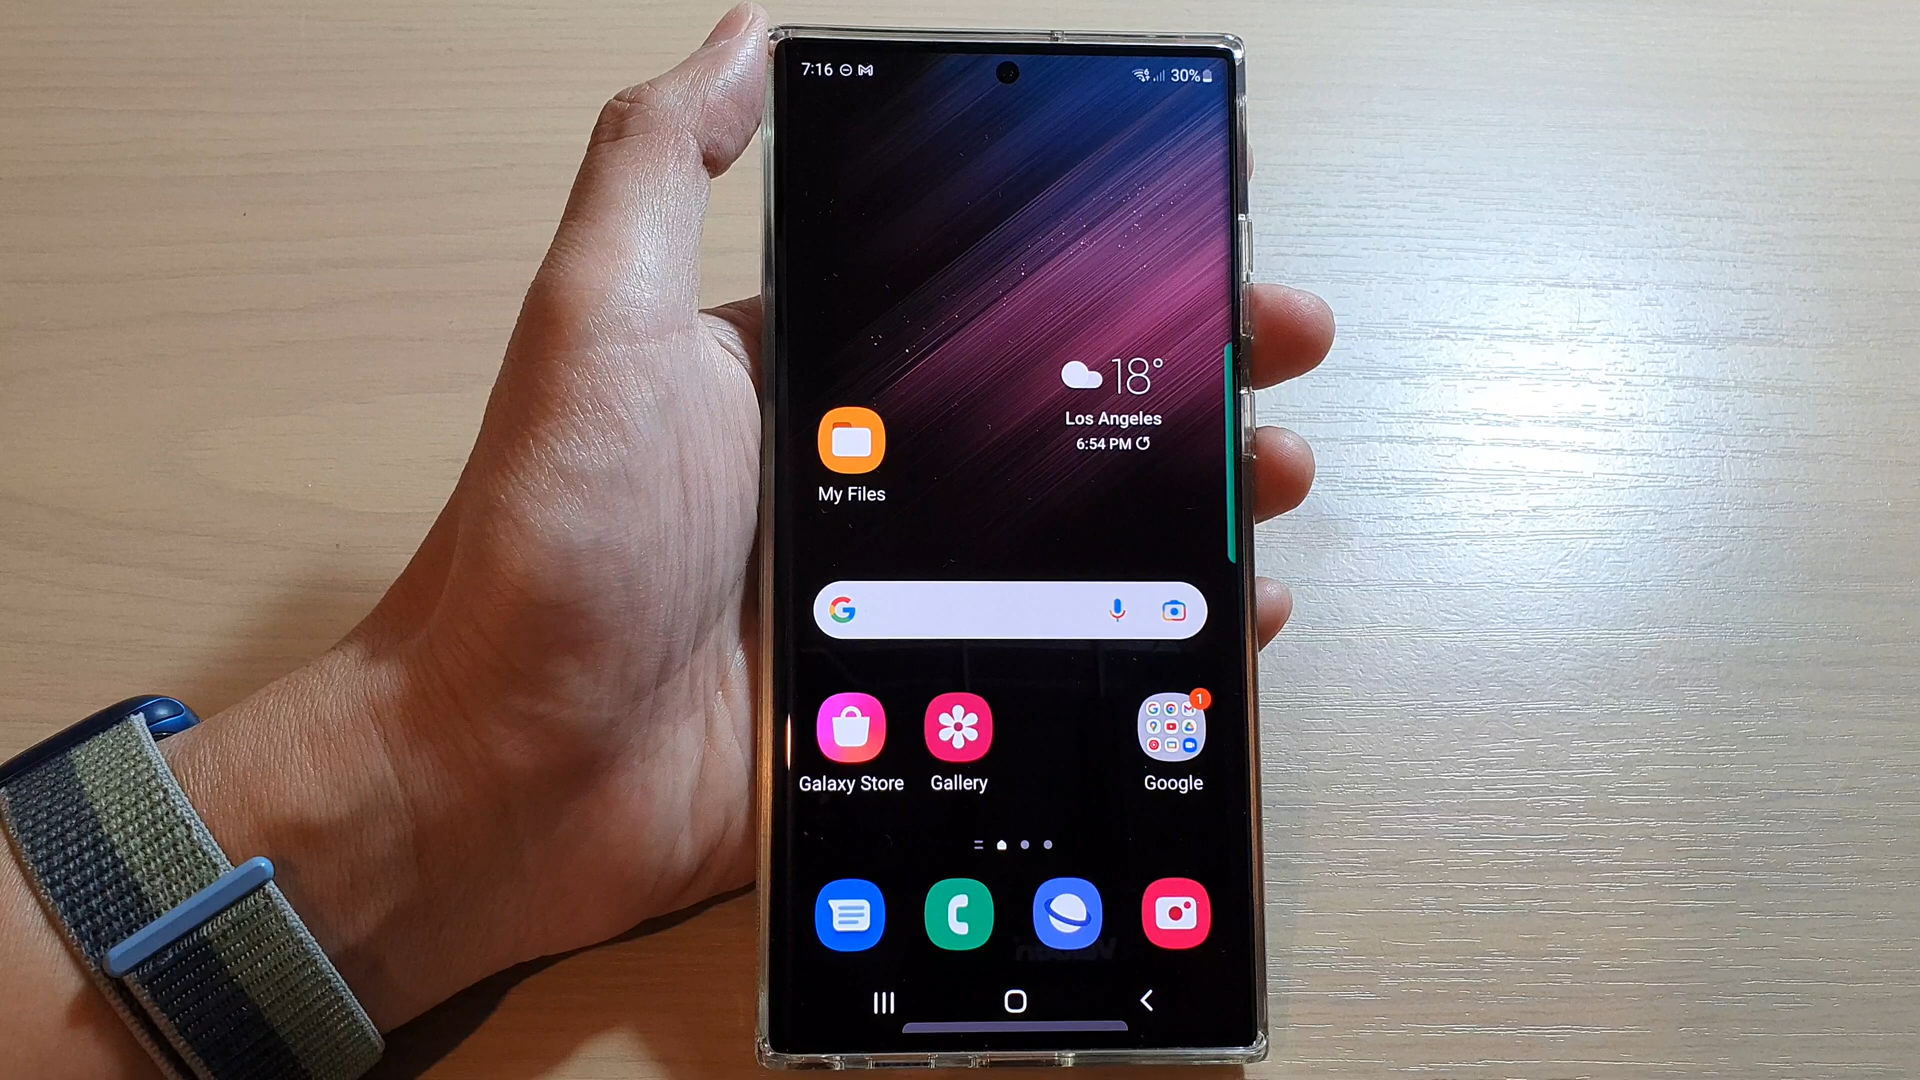 7:16
30%
18°
Los Angeles
6:54 PM
My Files
G
1
Galaxy Store
Gallery
Google